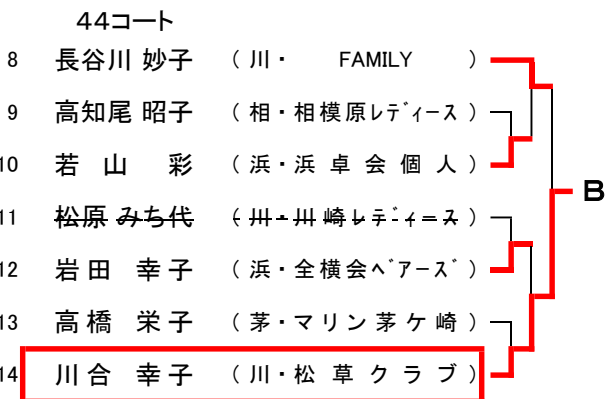 44コート
8 長谷川 妙子 (川・ FAMILY )
9 高知尾 昭子 (相・相模原レディース)
10 若山 彩 (浜・浜卓会個人)
B
11 松原 みち代 (川・川崎レディース)
12 岩田 幸子 (浜・全横会ベアーズ)
13 高橋 栄子 (茅・マリン茅ケ崎)
14 川合 幸子 (川・松草クラブ)